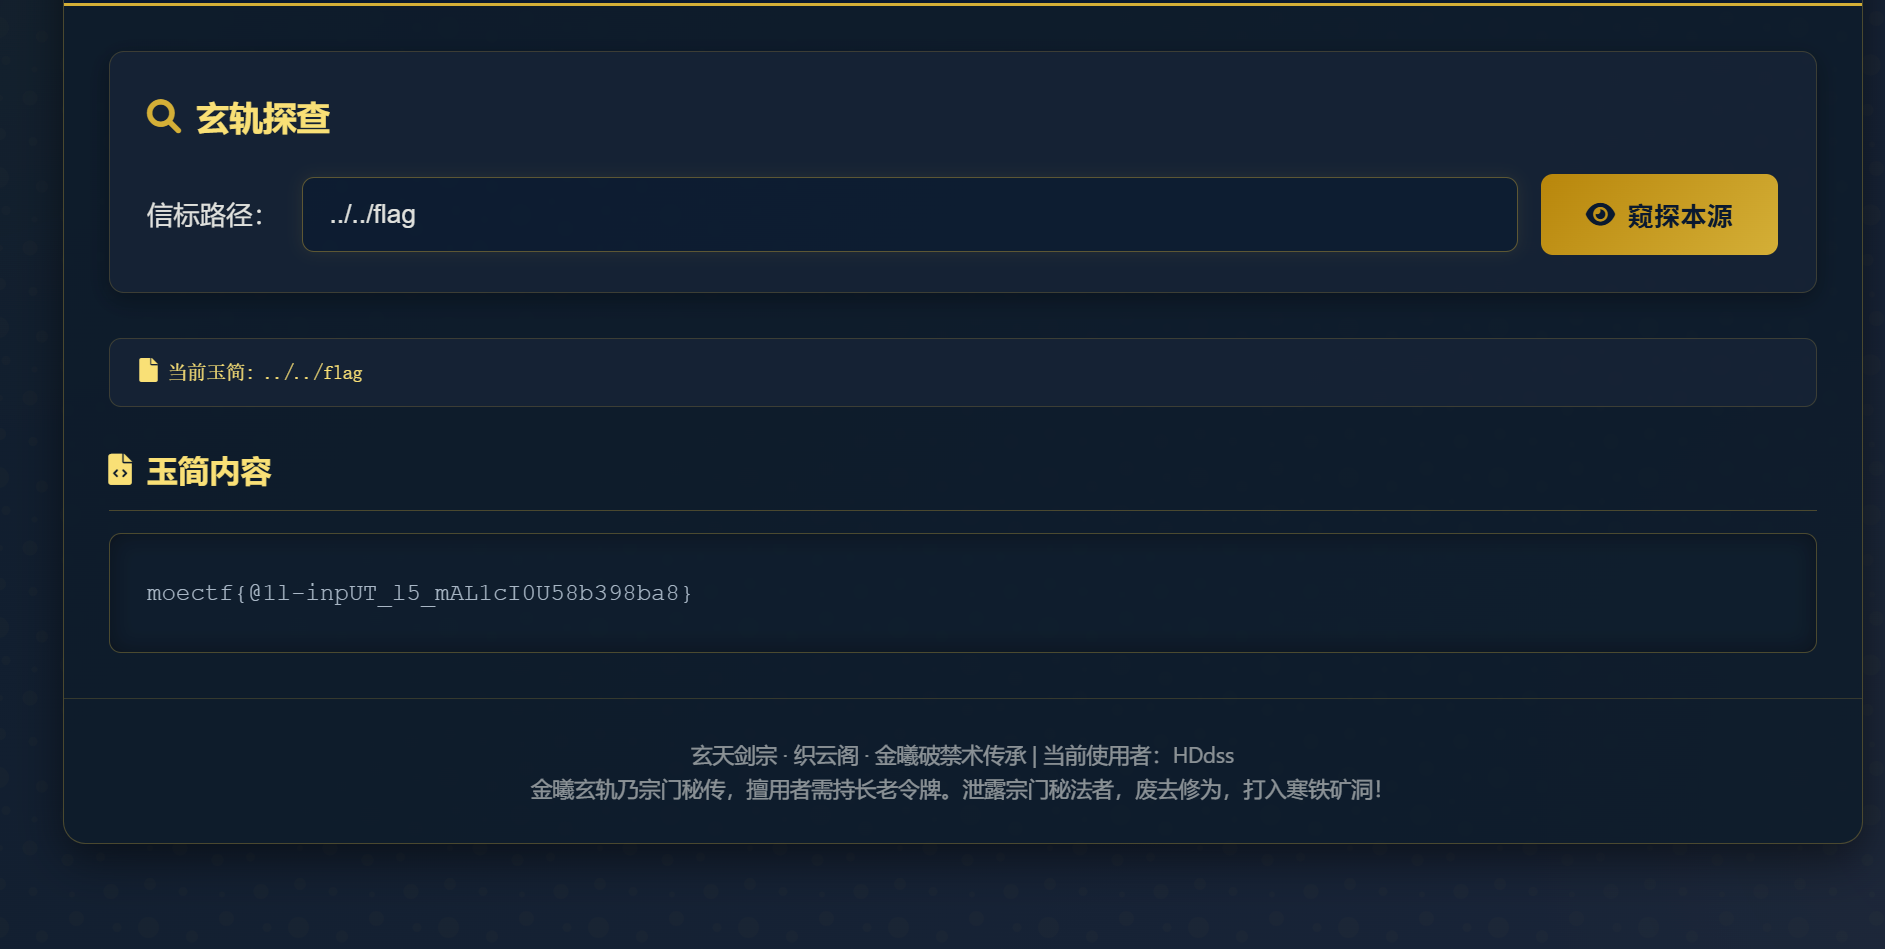 玄轨探查
信标路径：
../../flag
窥探本源
当前玉简：../../flag
玉简内容
moectf{@1l-inpUT_l5_mAL1cI0U58b398ba8}
玄天剑宗 · 织云阁 · 金曦破禁术传承 | 当前使用者：HDdss
金曦玄轨乃宗门秘传，擅用者需持长老令牌。泄露宗门秘法者，废去修为，打入寒铁矿洞！